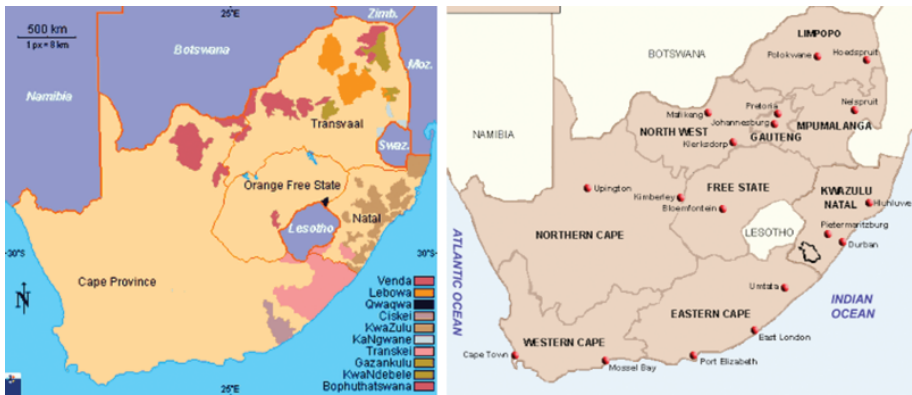 25°E
Zimb.
500 km
1 px = 8 km
Botswana
Moz.
Namibia
Transvaal
Swaz.
Orange Free State
Natal
Lesotho
30°S
30°S
Cape Province
N
Venda
Lebowa
Qwaqwa
Ciskei
KwaZulu
KaNgwane
Transkei
Gazankulu
KwaNdebele
Bophuthatswana
25°E
LIMPOPO
BOTSWANA
Polokwane
Hoedspruit
NAMIBIA
Mafikeng
Pretoria
Nelspruit
Johannesburg
MPUMALANGA
NORTH WEST
GAUTENG
Klerksdorp
Upington
FREE STATE
KWAZULU
NATAL
Kimberley
Bloemfontein
Hluhluwe
Pietermaritzburg
LESOTHO
Durban
NORTHERN CAPE
ATLANTIC OCEAN
Umtata
INDIAN
OCEAN
EASTERN CAPE
East London
WESTERN CAPE
Cape Town
Mossel Bay
Port Elizabeth